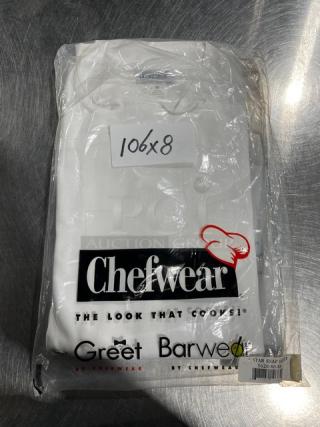 106x8
Chefwear®
THE LOOK THAT COOKS!®
Greet Barwear
BY CHEFWEAR BY CHEFWEAR